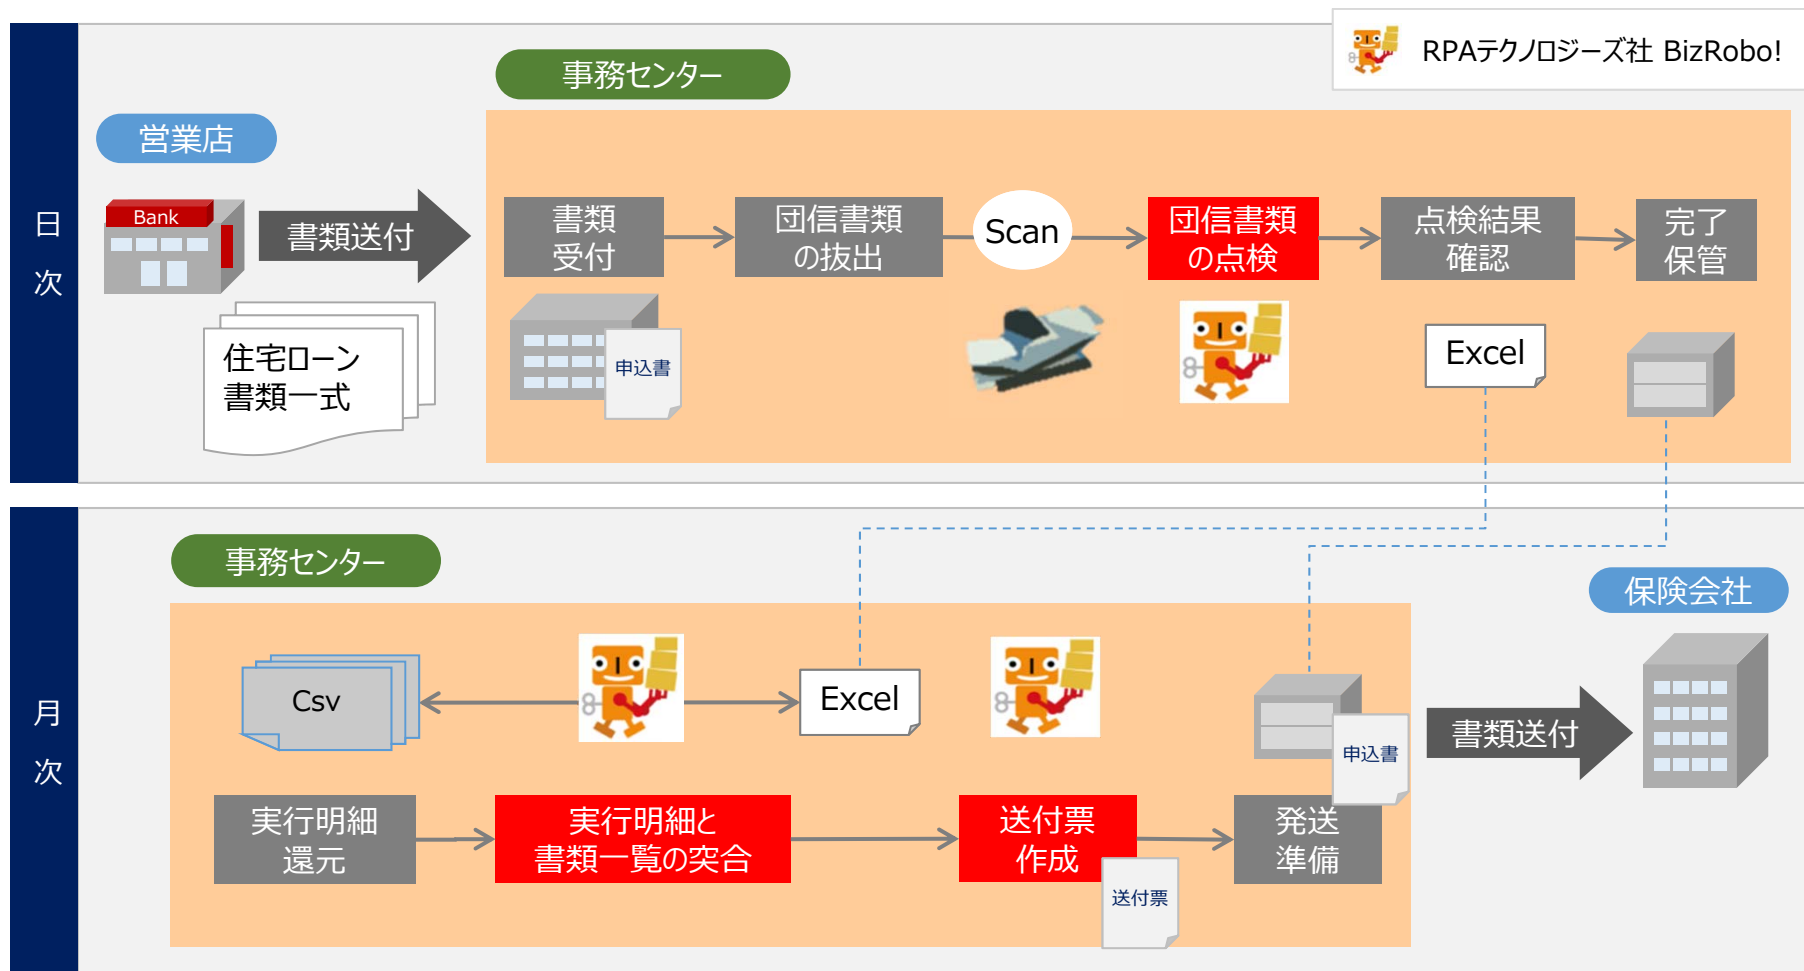 RPAテクノロジーズ社 BizRobo!
日
次
事務センター
営業店
Bank
書類送付
住宅ローン
書類一式
書類
受付
申込書
団信書類
の抜出
Scan
団信書類
の点検
点検結果
確認
Excel
完了
保管
月
次
事務センター
保険会社
Csv
Excel
申込書
書類送付
実行明細
還元
実行明細と
書類一覧の突合
送付票
作成
送付票
発送
準備